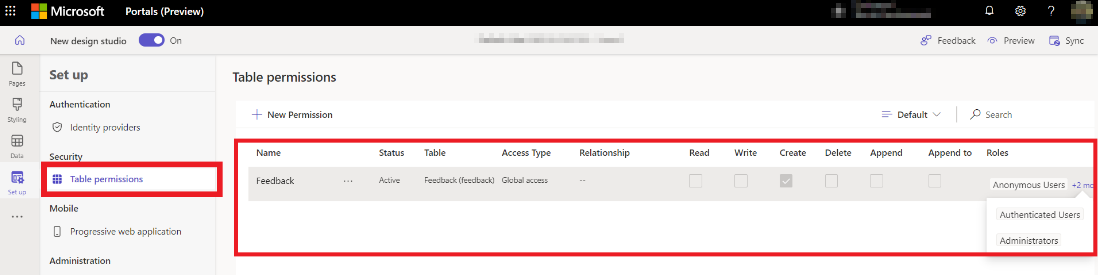 Microsoft Portals (Preview)
New design studio On Feedback Preview Sync
Pages
Styling
Data
Set up
Set up
Authentication
Identity providers
Security
Table permissions
Mobile
Progressive web application
Administration
Table permissions
New Permission Default Search
Name Status Table Access Type Relationship Read Write Create Delete Append Append to Roles
Feedback ... Active Feedback (feedback) Global access -- Anonymous Users +2 mo
Authenticated Users
Administrators